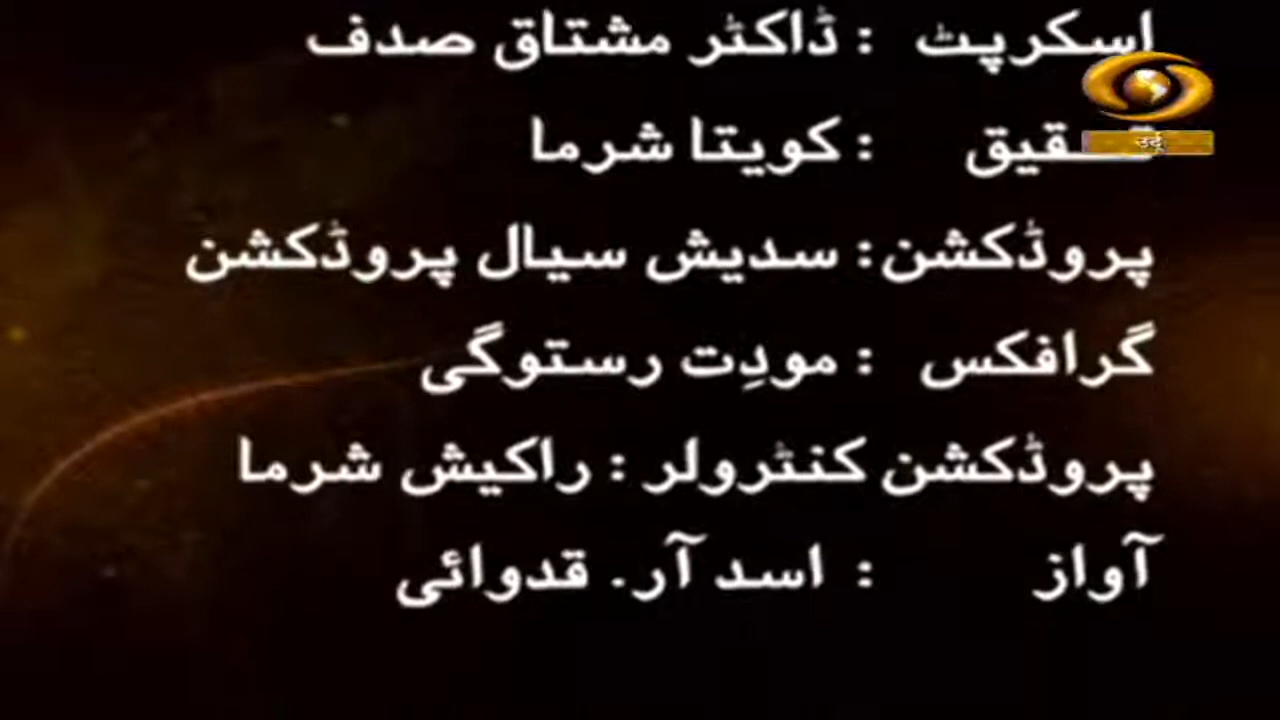 اسکرپٹ : ڈاکٹر مشتاق صدف
: کویتا شرما
پروڈکشن: سدیش سیال پروڈکشن
گرافکس : مودِت رستوگی
پروڈکشن کنٹرولر : راکیش شرما
آواز : اسد آر۔ قدوائی
उर्दू